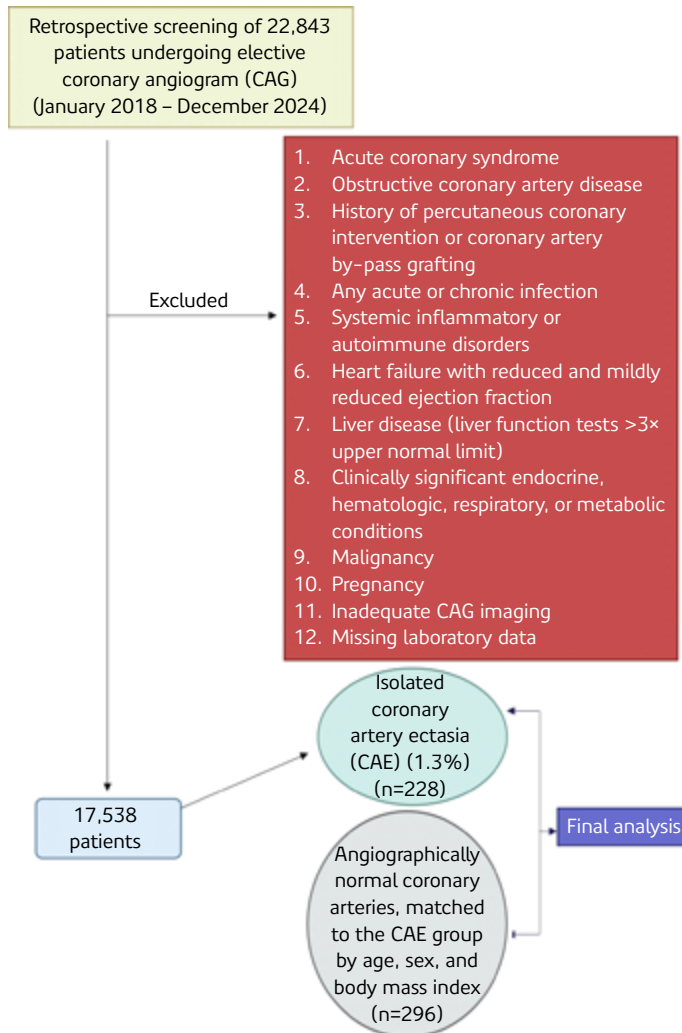 Retrospective screening of 22,843
patients undergoing elective
coronary angiogram (CAG)
(January 2018 – December 2024)
Excluded
1. Acute coronary syndrome
2. Obstructive coronary artery disease
3. History of percutaneous coronary
intervention or coronary artery
by-pass grafting
4. Any acute or chronic infection
5. Systemic inflammatory or
autoimmune disorders
6. Heart failure with reduced and mildly
reduced ejection fraction
7. Liver disease (liver function tests >3×
upper normal limit)
8. Clinically significant endocrine,
hematologic, respiratory, or metabolic
conditions
9. Malignancy
10. Pregnancy
11. Inadequate CAG imaging
12. Missing laboratory data
17,538
patients
Isolated
coronary
artery ectasia
(CAE) (1.3%)
(n=228)
Angiographically
normal coronary
arteries, matched
to the CAE group
by age, sex, and
body mass index
(n=296)
Final analysis